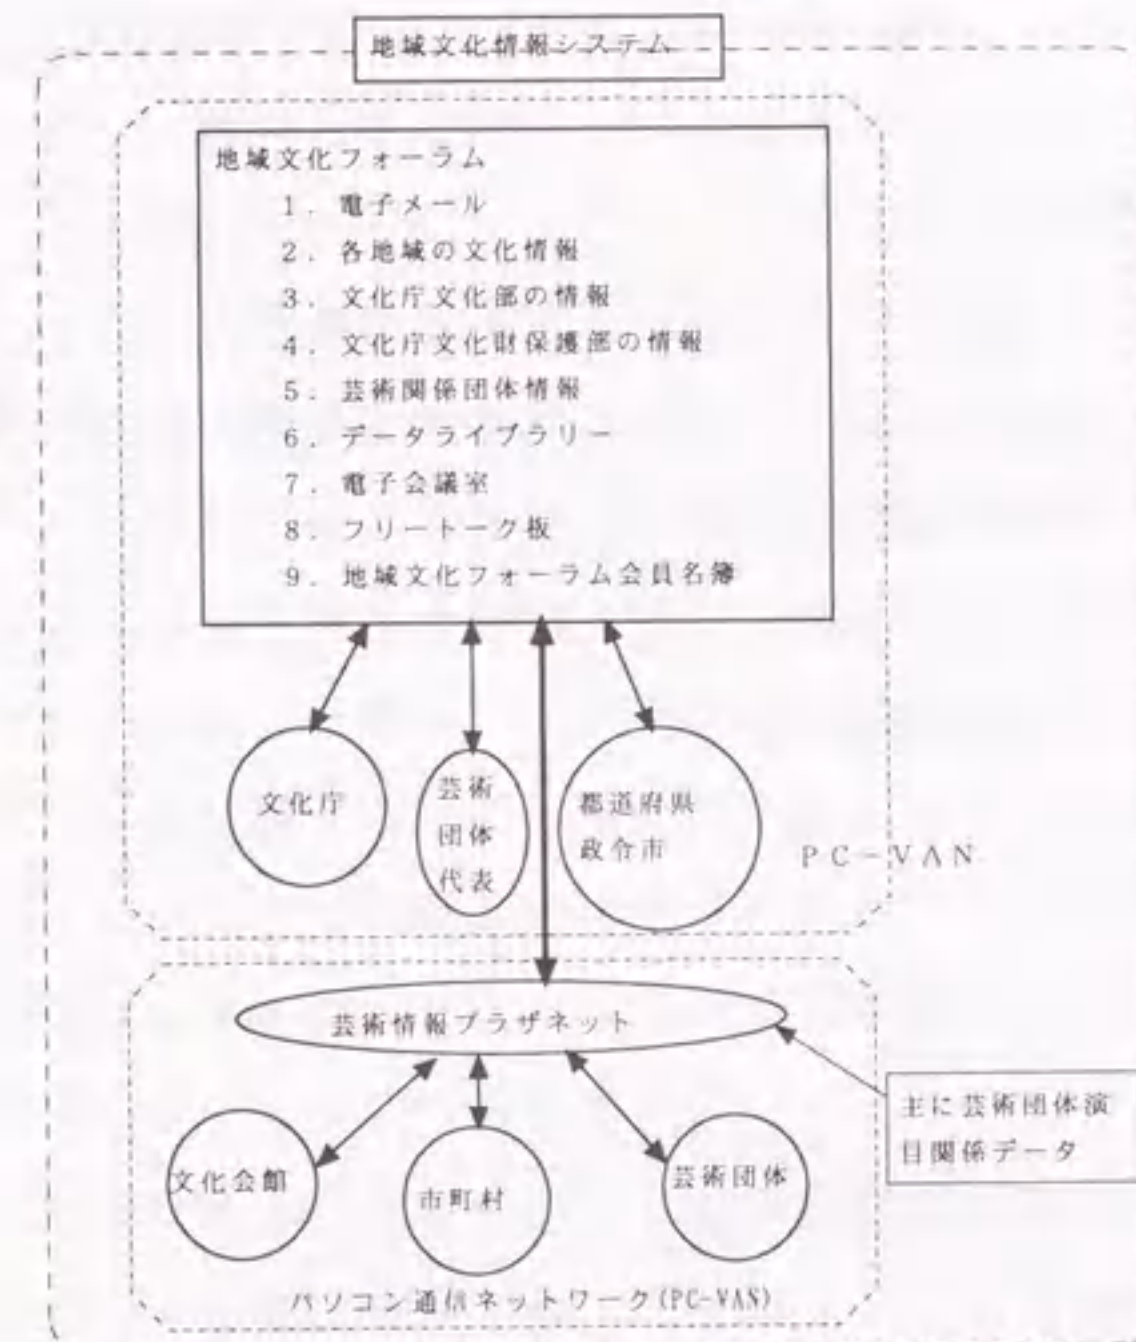 地域文化情報システム
地域文化フォーラム
1. 電子メール
2. 各地域の文化情報
3. 文化庁文化部の情報
4. 文化庁文化財保護部の情報
5. 芸術関係団体情報
6. データライブラリー
7. 電子会議室
8. フリートーク板
9. 地域文化フォーラム会員名簿
文化庁
芸術
団体
代表
都道府県
政令市
PC-VAN
芸術情報プラザネット
主に芸術団体演
目関係データ
文化会館
市町村
芸術団体
パソコン通信ネットワーク(PC-VAN)